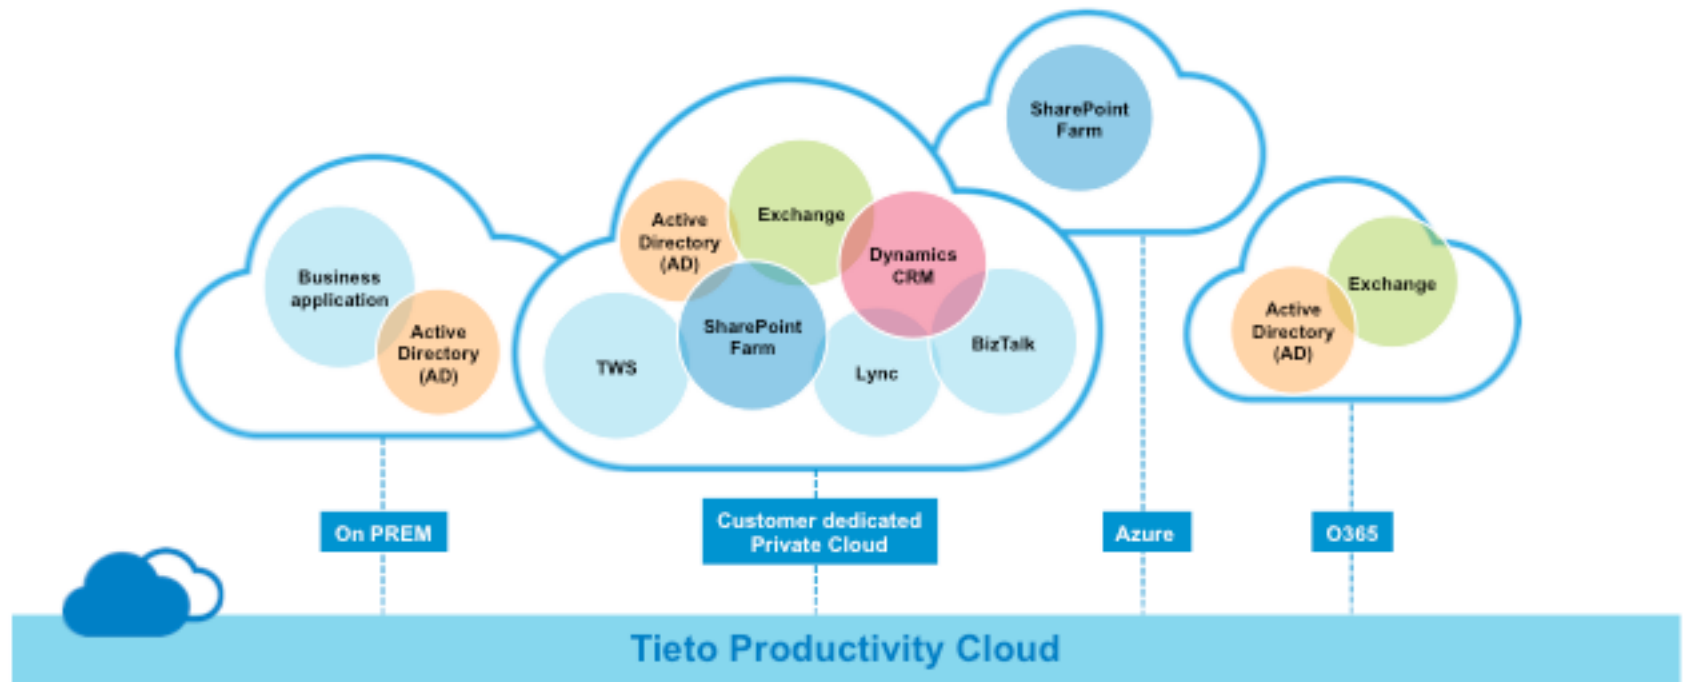 Business
application
Active
Directory
(AD)
Active
Directory
(AD)
Exchange
Dynamics
CRM
TWS
SharePoint
Farm
Lync
BizTalk
SharePoint
Farm
Active
Directory
(AD)
Exchange
On PREM
Customer dedicated
Private Cloud
Azure
O365
Tieto Productivity Cloud